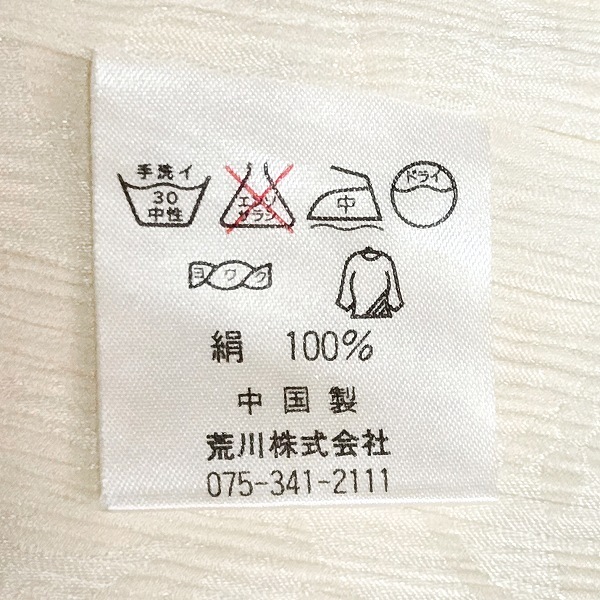 手洗イ
30
中性
エンソ
サラシ
中
ドライ
ヨワク
絹 100%
中国製
荒川株式会社
075-341-2111